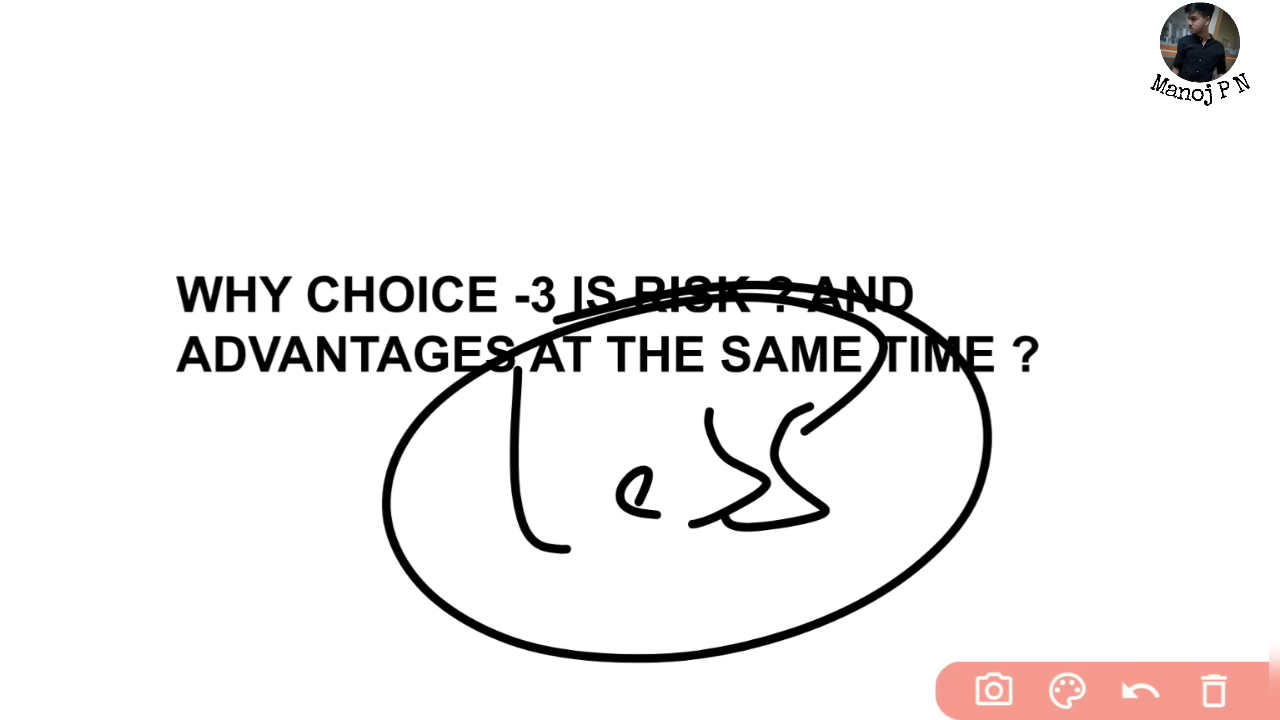 Manoj P N
WHY CHOICE -3 IS RISK ? AND
ADVANTAGES AT THE SAME TIME ?
Less